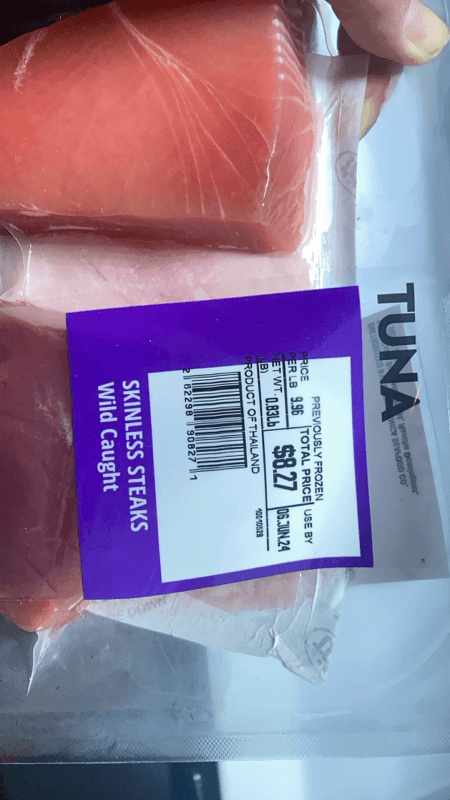 TUNA
PREVIOUSLY FROZEN
PRICE PER LB 9.96
TOTAL PRICE
USE BY
NET WT. (LB) 0.83Lb
$8.27
06.JUN.24
PRODUCT OF THAILAND
2 62298 90827 1
SKINLESS STEAKS
Wild Caught